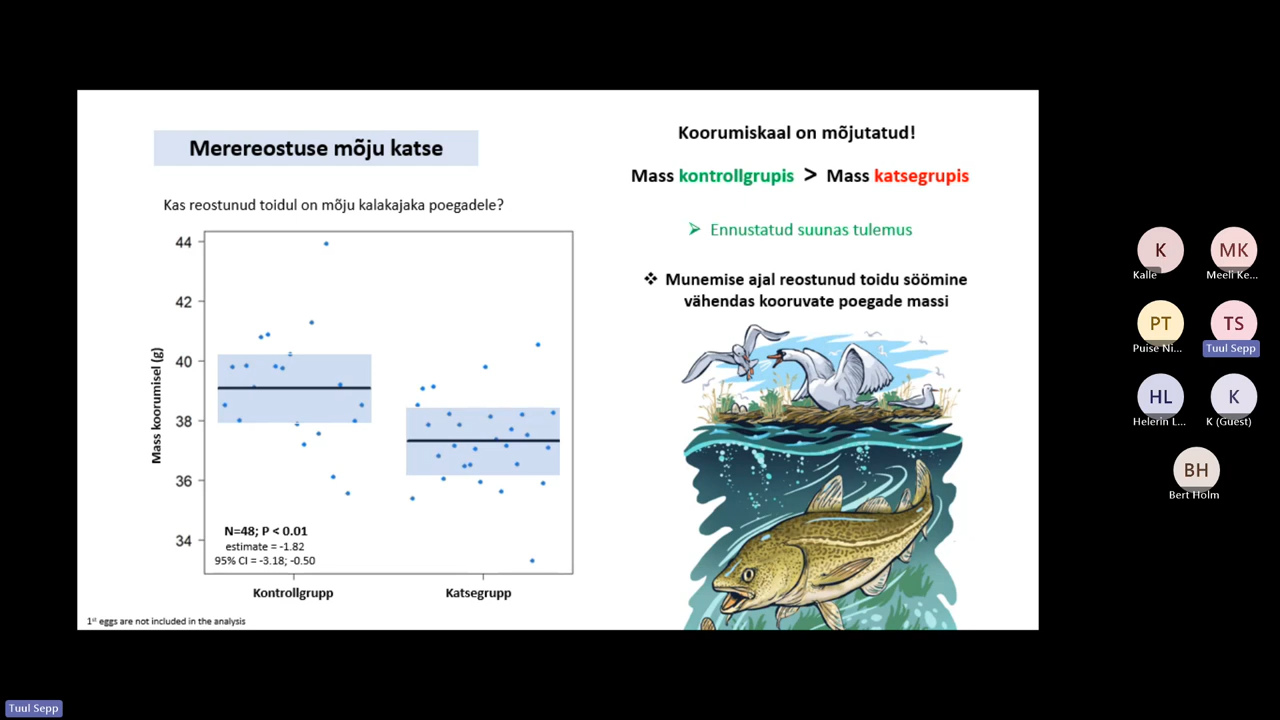 Merereostuse mõju katse
Kas reostunud toidul on mõju kalakajaka poegadele?
44
42
40
38
36
34
Mass koorumisel (g)
N=48; P < 0.01
estimate = -1.82
95% CI = -3.18; -0.50
Kontrollgrupp
Katsegrupp
1st eggs are not included in the analysis
Koorumiskaal on mõjutatud!
Mass kontrollgrupis > Mass katsegrupis
➢ Ennustatud suunas tulemus
❖ Munemise ajal reostunud toidu söömine
vähendas kooruvate poegade massi
K
Kalle
MK
Meeli Ke...
PT
Puise Ni...
TS
Tuul Sepp
HL
Helerin L...
K
K (Guest)
BH
Bert Holm
Tuul Sepp